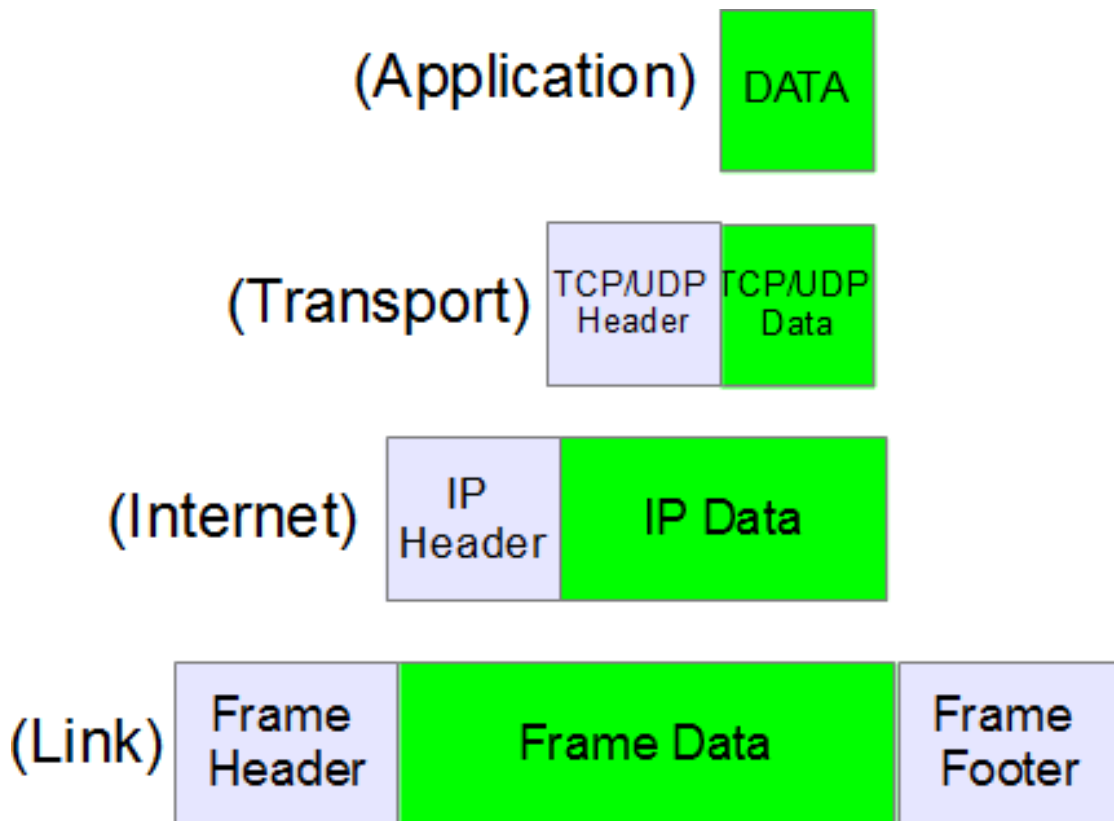 (Application)
DATA
(Transport)
TCP/UDP
Header
TCP/UDP
Data
(Internet)
IP
Header
IP Data
(Link)
Frame
Header
Frame Data
Frame
Footer